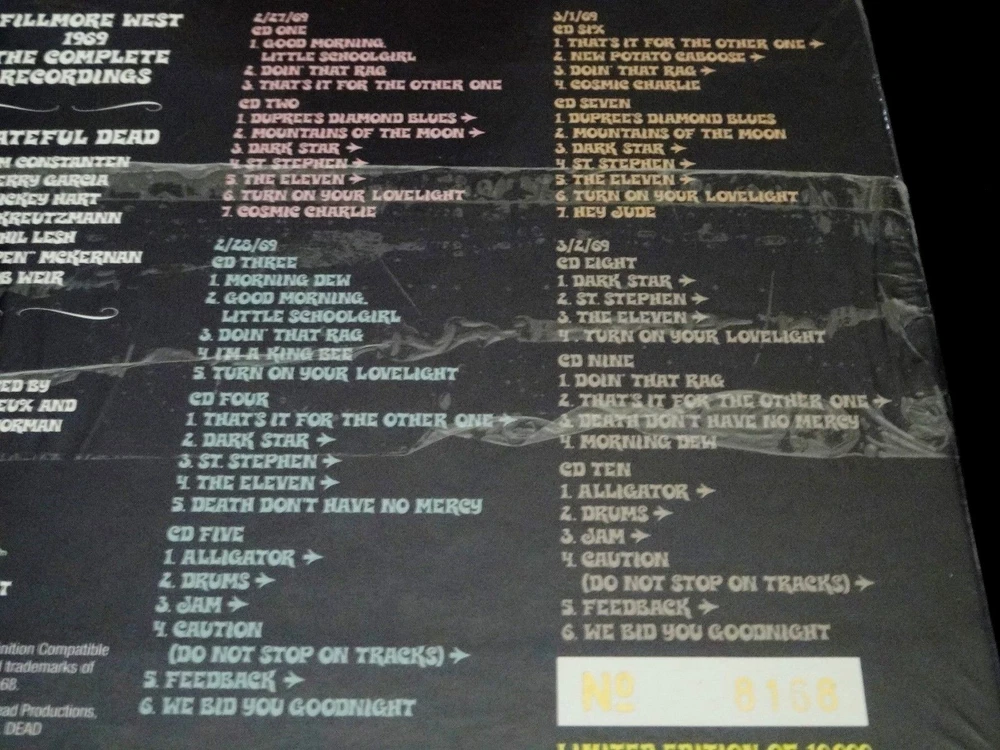 FILLMORE WEST
1969
THE COMPLETE
RECORDINGS
ATEFUL DEAD
M CONSTANTEN
ERRY GARCIA
ICKEY HART
KREUTZMANN
HIL LESH
PEN" MCKERNAN
B WEIR
ED BY
EUX AND
ORMAN
T
inition Compatible
trademarks of
68.
ead Productions,
DEAD
2/27/69
CD ONE
1. GOOD MORNING,
LITTLE SCHOOLGIRL
2. DOIN' THAT RAG
3. THAT'S IT FOR THE OTHER ONE
CD TWO
1. DUPREE'S DIAMOND BLUES →
2. MOUNTAINS OF THE MOON →
3. DARK STAR →
4. ST. STEPHEN →
5. THE ELEVEN →
6. TURN ON YOUR LOVELIGHT
7. COSMIC CHARLIE
2/28/69
CD THREE
1. MORNING DEW
2. GOOD MORNING,
LITTLE SCHOOLGIRL
3. DOIN' THAT RAG
4. I'M A KING BEE
5. TURN ON YOUR LOVELIGHT
CD FOUR
1. THAT'S IT FOR THE OTHER ONE →
2. DARK STAR →
3. ST. STEPHEN →
4. THE ELEVEN →
5. DEATH DON'T HAVE NO MERCY
CD FIVE
1. ALLIGATOR →
2. DRUMS →
3. JAM →
4. CAUTION
(DO NOT STOP ON TRACKS) →
5. FEEDBACK →
6. WE BID YOU GOODNIGHT
3/1/69
CD SIX
1. THAT'S IT FOR THE OTHER ONE →
2. NEW POTATO CABOOSE →
3. DOIN' THAT RAG →
4. COSMIC CHARLIE
CD SEVEN
1. DUPREE'S DIAMOND BLUES
2. MOUNTAINS OF THE MOON
3. DARK STAR →
4. ST. STEPHEN →
5. THE ELEVEN →
6. TURN ON YOUR LOVELIGHT
7. HEY JUDE
3/2/69
CD EIGHT
1. DARK STAR →
2. ST. STEPHEN →
3. THE ELEVEN →
4. TURN ON YOUR LOVELIGHT
CD NINE
1. DOIN' THAT RAG
2. THAT'S IT FOR THE OTHER ONE →
3. DEATH DON'T HAVE NO MERCY
4. MORNING DEW
CD TEN
1. ALLIGATOR →
2. DRUMS →
3. JAM →
4. CAUTION
(DO NOT STOP ON TRACKS) →
5. FEEDBACK →
6. WE BID YOU GOODNIGHT
Nº 8168
LIMITED EDITION OF